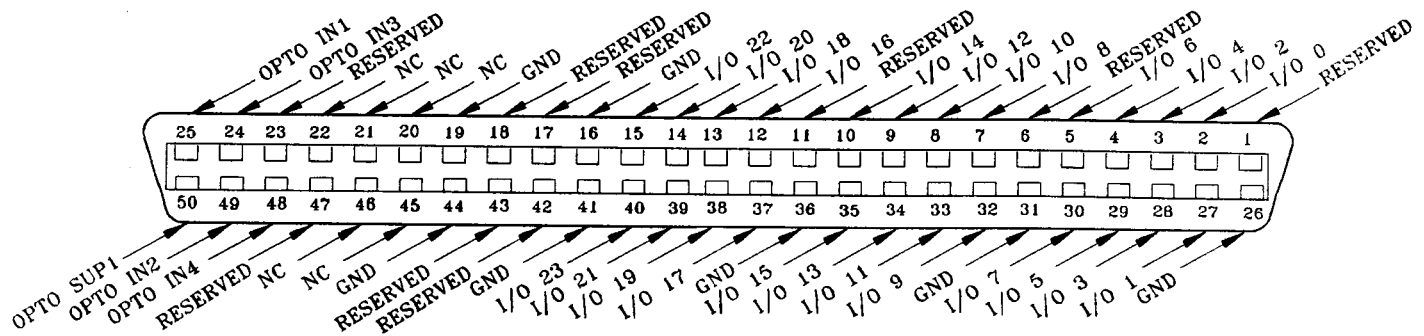 OPTO IN1
OPTO IN3
RESERVED
NC
NC
NC
GND
RESERVED
RESERVED
GND
I/O 22
I/O 20
I/O 18
I/O 16
RESERVED
I/O 14
I/O 12
I/O 10
I/O 8
RESERVED
I/O 6
I/O 4
I/O 2
I/O 0
RESERVED
25 24 23 22 21 20 19 18 17 16 15 14 13 12 11 10 9 8 7 6 5 4 3 2 1
50 49 48 47 46 45 44 43 42 41 40 39 38 37 36 35 34 33 32 31 30 29 28 27 26
OPTO SUP1
OPTO IN2
OPTO IN4
RESERVED
NC
NC
GND
RESERVED
RESERVED
GND
I/O 23
I/O 21
I/O 19
I/O 17
GND
I/O 15
I/O 13
I/O 11
I/O 9
GND
I/O 7
I/O 5
I/O 3
I/O 1
GND